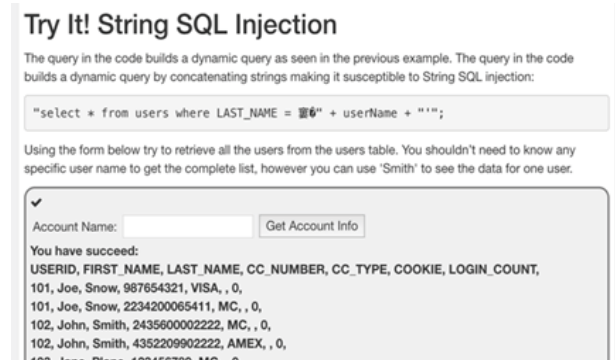 Try It! String SQL Injection
The query in the code builds a dynamic query as seen in the previous example. The query in the code
builds a dynamic query by concatenating strings making it susceptible to String SQL injection:
"select * from users where LAST_NAME = " + userName + "'";
Using the form below try to retrieve all the users from the users table. You shouldn't need to know any
specific user name to get the complete list, however you can use 'Smith' to see the data for one user.
✔
Account Name: Get Account Info
You have succeed:
USERID, FIRST_NAME, LAST_NAME, CC_NUMBER, CC_TYPE, COOKIE, LOGIN_COUNT,
101, Joe, Snow, 987654321, VISA, , 0,
101, Joe, Snow, 2234200065411, MC, , 0,
102, John, Smith, 2435600002222, MC, , 0,
102, John, Smith, 4352209902222, AMEX, , 0,